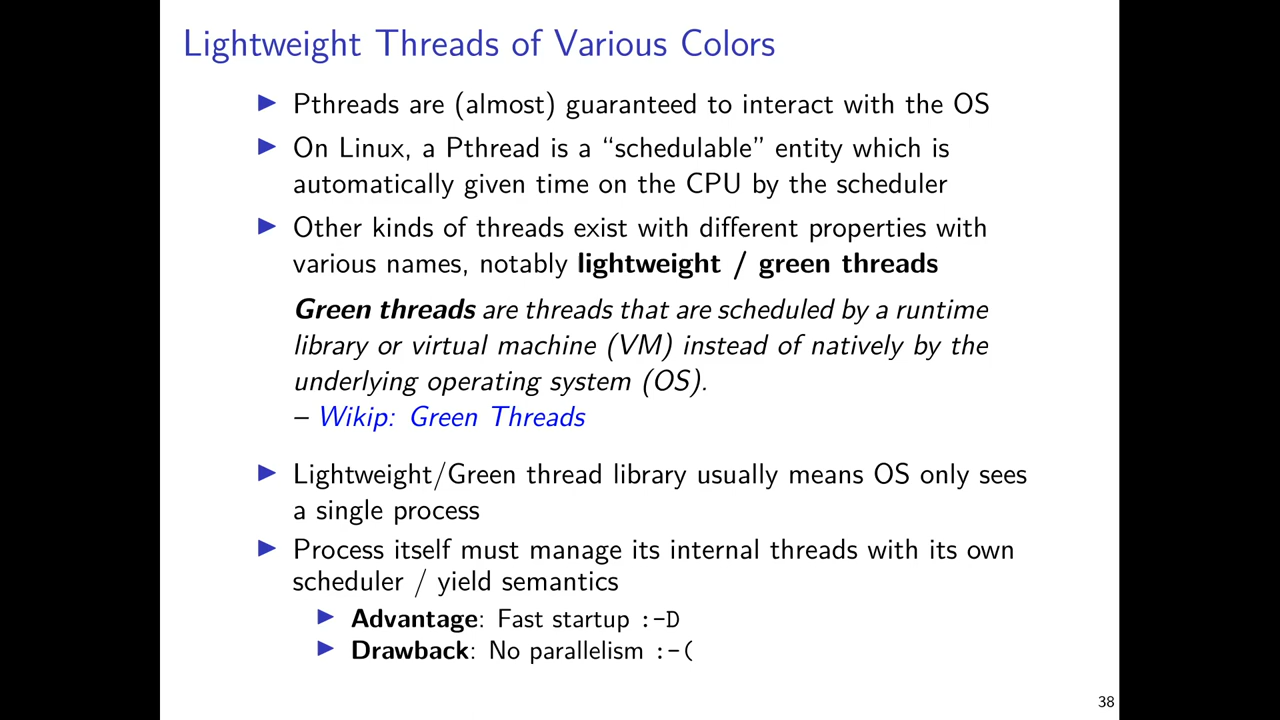 Lightweight Threads of Various Colors
▶ Pthreads are (almost) guaranteed to interact with the OS
▶ On Linux, a Pthread is a “schedulable” entity which is
automatically given time on the CPU by the scheduler
▶ Other kinds of threads exist with different properties with
various names, notably lightweight / green threads
Green threads are threads that are scheduled by a runtime
library or virtual machine (VM) instead of natively by the
underlying operating system (OS).
– Wikip: Green Threads
▶ Lightweight/Green thread library usually means OS only sees
a single process
▶ Process itself must manage its internal threads with its own
scheduler / yield semantics
▶ Advantage: Fast startup :-D
▶ Drawback: No parallelism :-(
38